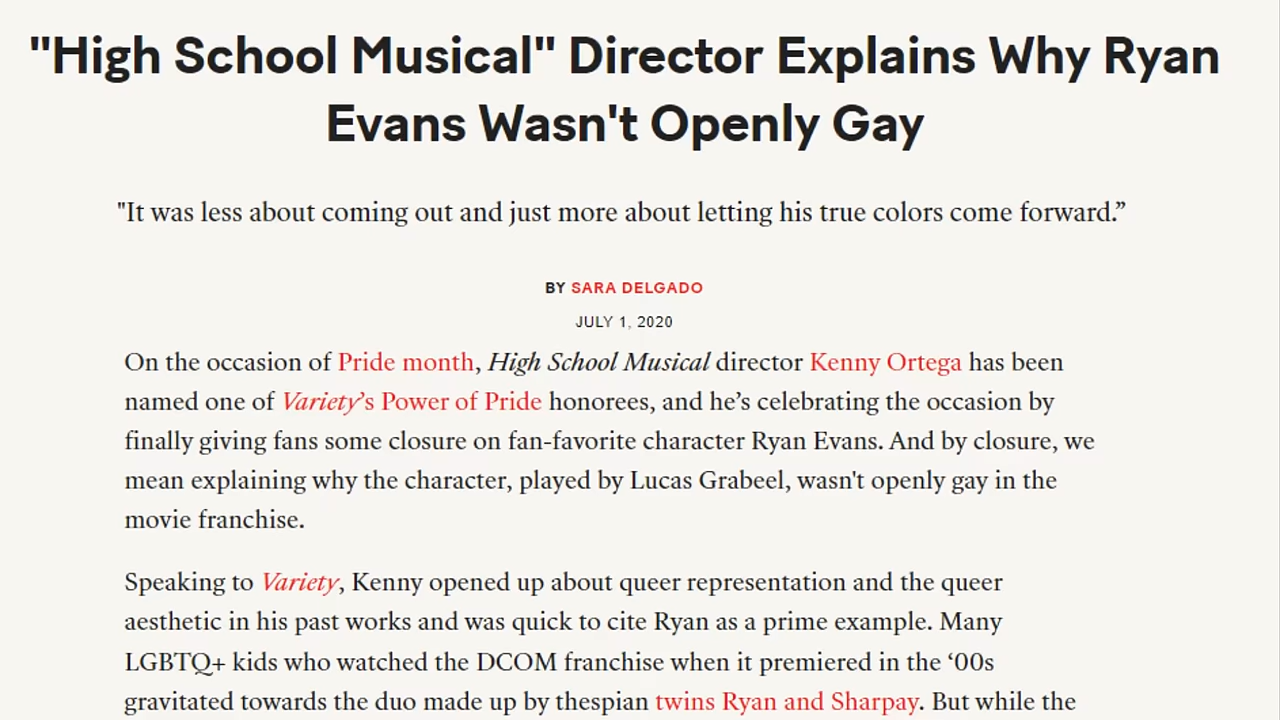 "High School Musical" Director Explains Why Ryan
Evans Wasn't Openly Gay
"It was less about coming out and just more about letting his true colors come forward.”
BY SARA DELGADO
JULY 1, 2020
On the occasion of Pride month, High School Musical director Kenny Ortega has been
named one of Variety’s Power of Pride honorees, and he’s celebrating the occasion by
finally giving fans some closure on fan-favorite character Ryan Evans. And by closure, we
mean explaining why the character, played by Lucas Grabeel, wasn't openly gay in the
movie franchise.
Speaking to Variety, Kenny opened up about queer representation and the queer
aesthetic in his past works and was quick to cite Ryan as a prime example. Many
LGBTQ+ kids who watched the DCOM franchise when it premiered in the ‘00s
gravitated towards the duo made up by thespian twins Ryan and Sharpay. But while the